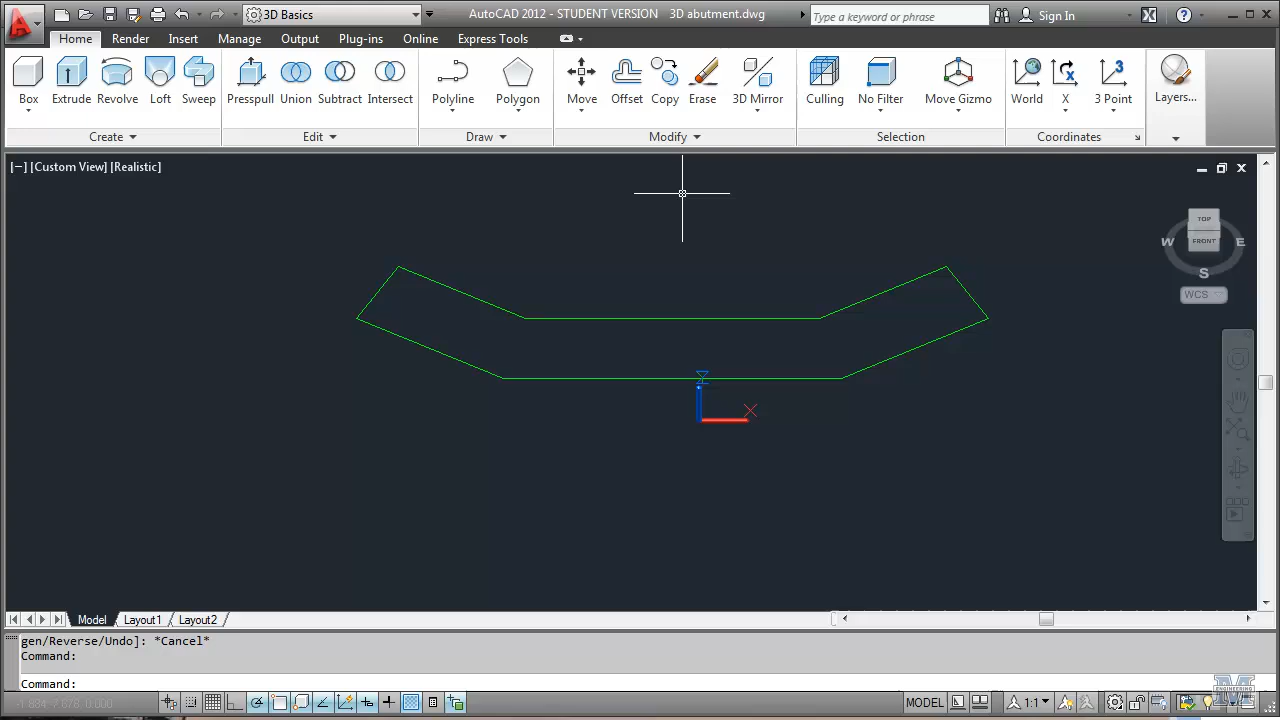 3D Basics
AutoCAD 2012 - STUDENT VERSION 3D abutment.dwg
Type a keyword or phrase
Sign In
Home Render Insert Manage Output Plug-ins Online Express Tools
Box Extrude Revolve Loft Sweep Presspull Union Subtract Intersect Polyline Polygon Move Offset Copy Erase 3D Mirror Culling No Filter Move Gizmo World X 3 Point Layers...
Create Edit Draw Modify Selection Coordinates
[−] [Custom View] [Realistic]
TOP
W FRONT E
S
WCS
X
Model Layout1 Layout2
gen/Reverse/Undo]: *Cancel*
Command:
Command:
MODEL 1:1